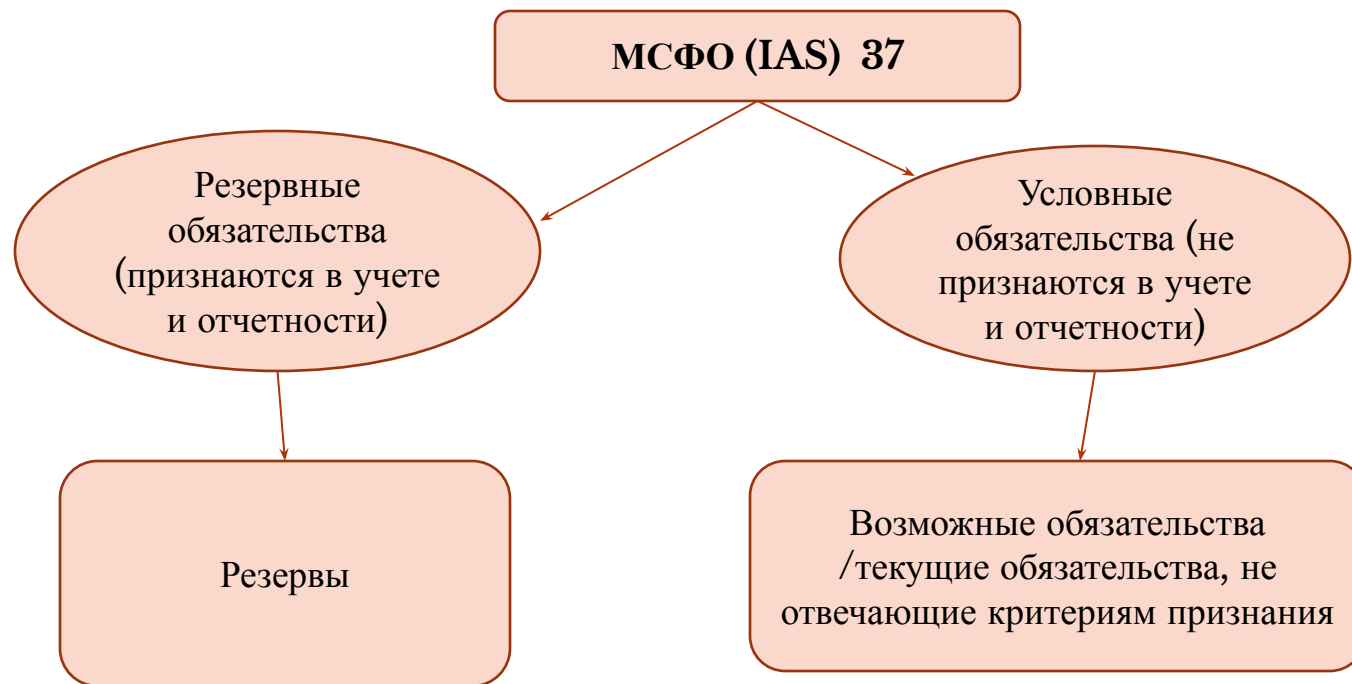 МСФО (IAS) 37
Резервные
обязательства
(признаются в учете
и отчетности)
Условные
обязательства (не
признаются в учете
и отчетности)
Резервы
Возможные обязательства
/текущие обязательства, не
отвечающие критериям признания